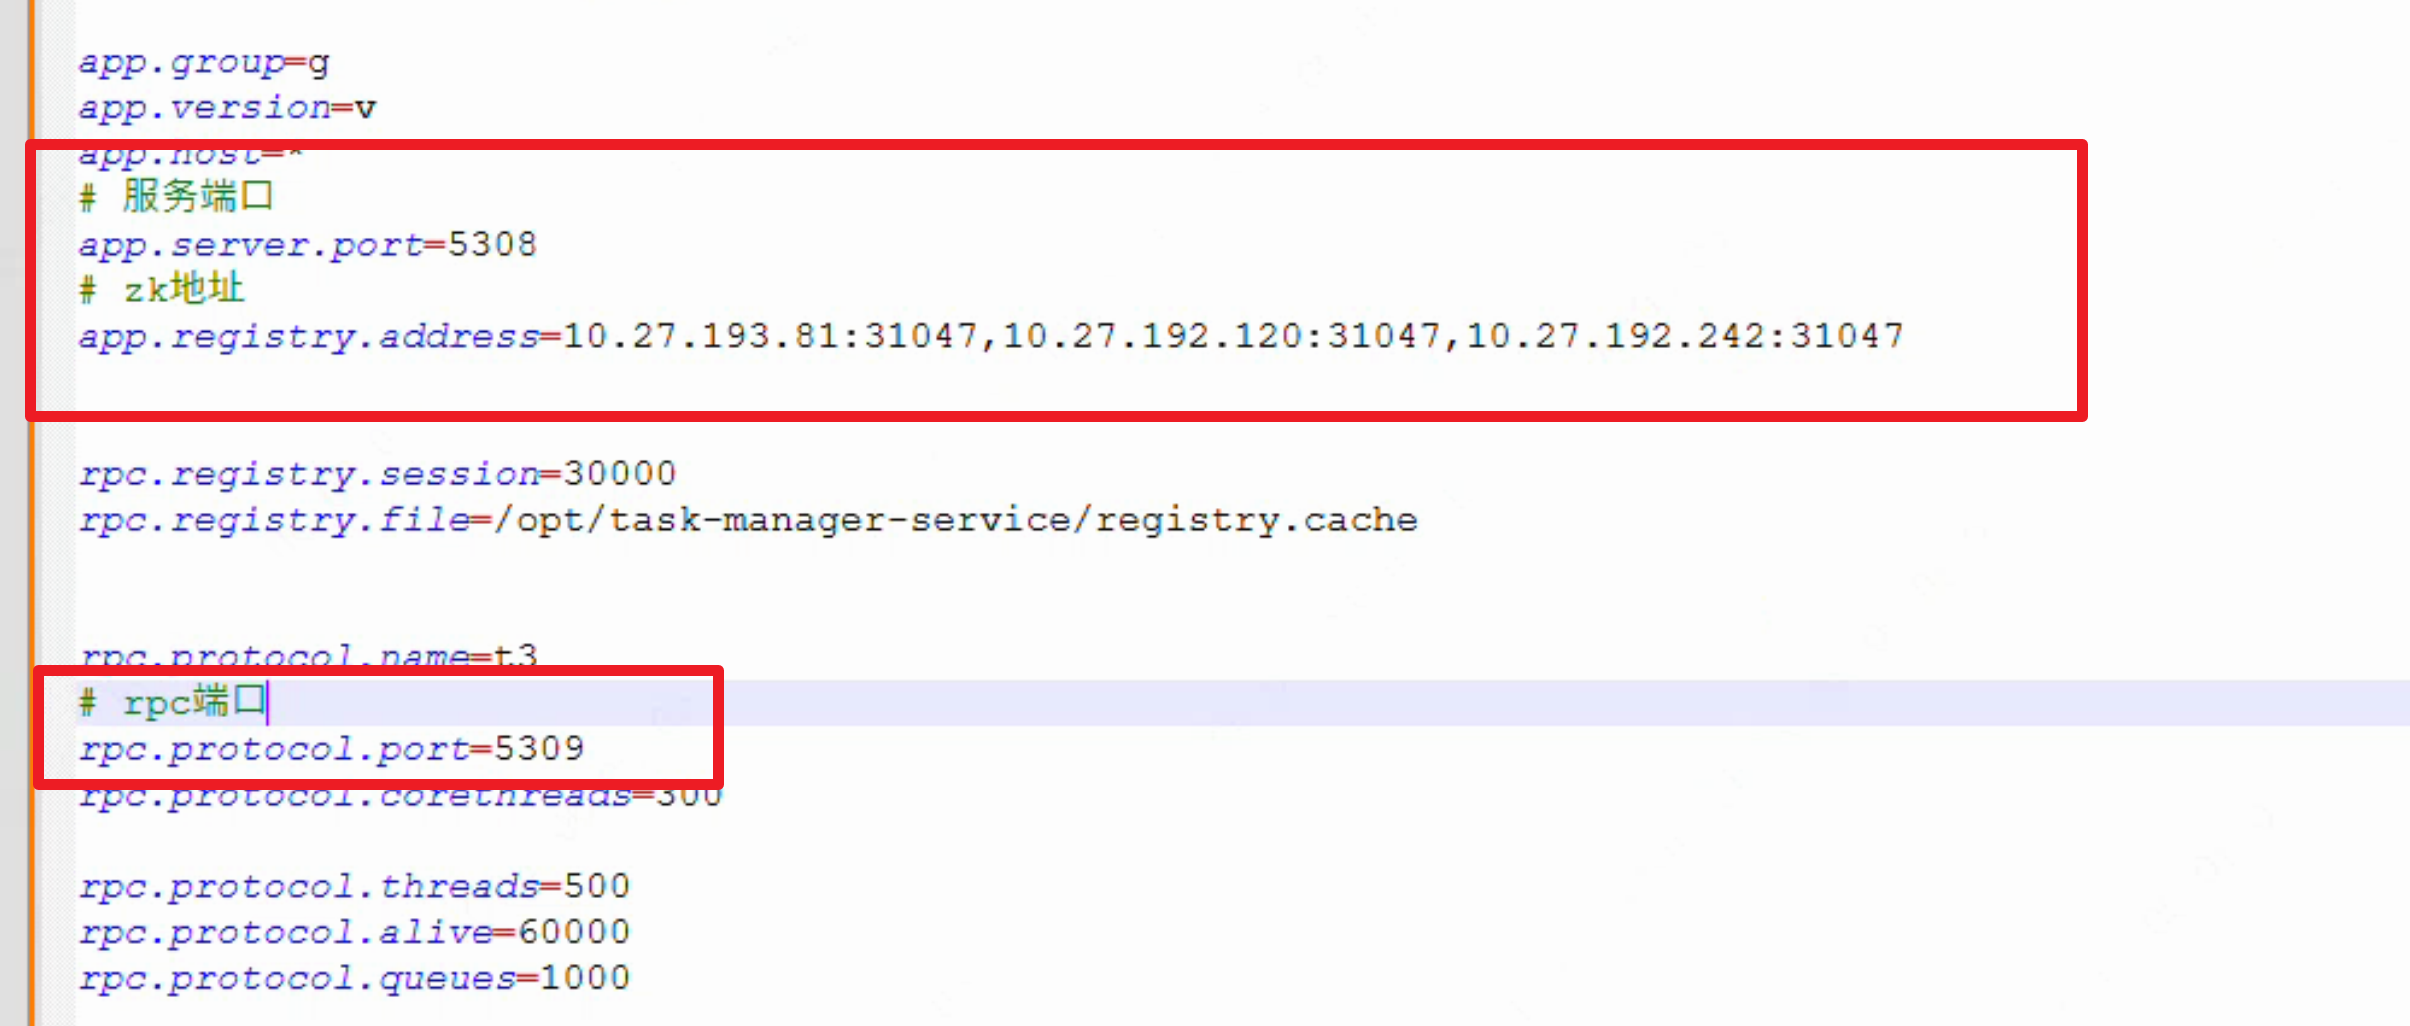 app.group=g
app.version=v
app.host=*
# 服务端口
app.server.port=5308
# zk地址
app.registry.address=10.27.193.81:31047,10.27.192.120:31047,10.27.192.242:31047
rpc.registry.session=30000
rpc.registry.file=/opt/task-manager-service/registry.cache
rpc.protocol.name=t3
# rpc端口
rpc.protocol.port=5309
rpc.protocol.corethreads=300
rpc.protocol.threads=500
rpc.protocol.alive=60000
rpc.protocol.queues=1000